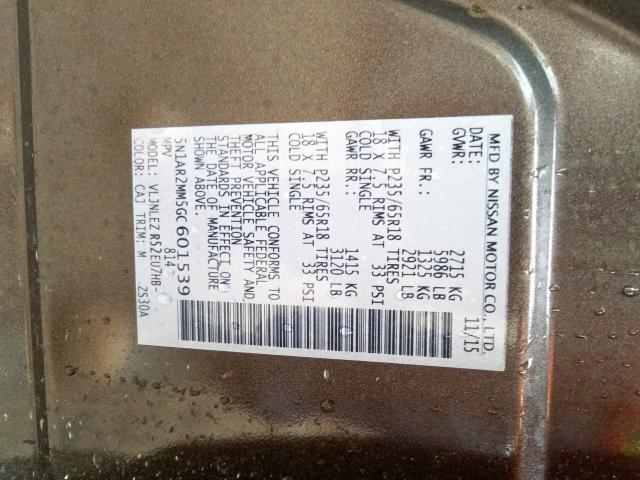 MFD BY NISSAN MOTOR CO., LTD.
DATE: 11/15
GVWR: 2715 KG
5986 LB
GAWR FR.: 1325 KG
2921 LB
WITH P235/65R18 TIRES
18 X 7.5 RIMS AT 33 PSI
COLD SINGLE
GAWR RR.: 1415 KG
3120 LB
WITH P235/65R18 TIRES
18 X 7.5 RIMS AT 33 PSI
COLD SINGLE
THIS VEHICLE CONFORMS TO
ALL APPLICABLE FEDERAL
MOTOR VEHICLE SAFETY AND
THEFT PREVENTION
STANDARDS IN EFFECT ON
THE DATE OF MANUFACTURE
SHOWN ABOVE.
5N1AR2MM5GC601539
MPV 814
MODEL: VLJNLEZ R52EU7HB-
COLOR: CAJ TRIM: M ZS30A